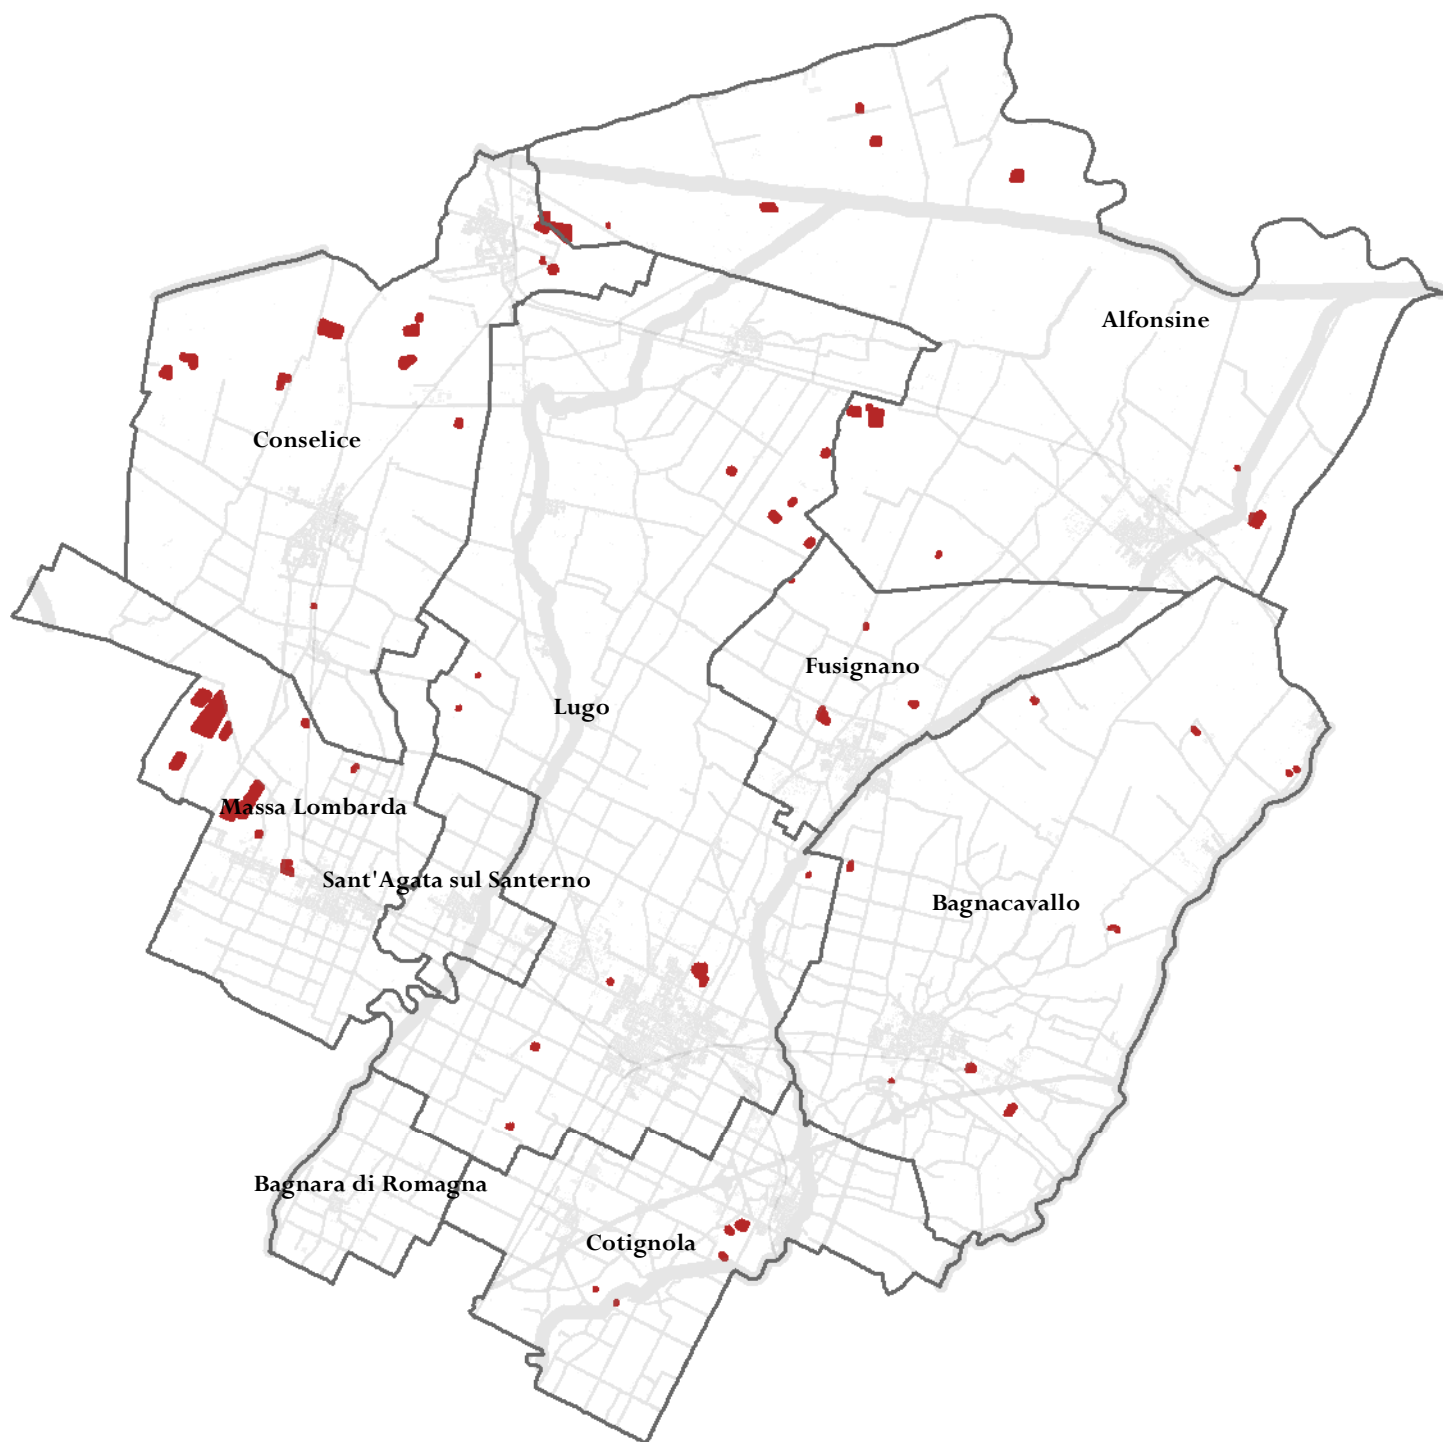 Alfonsine
Conselice
Fusignano
Lugo
Massa Lombarda
Sant'Agata sul Santerno
Bagnacavallo
Bagnara di Romagna
Cotignola